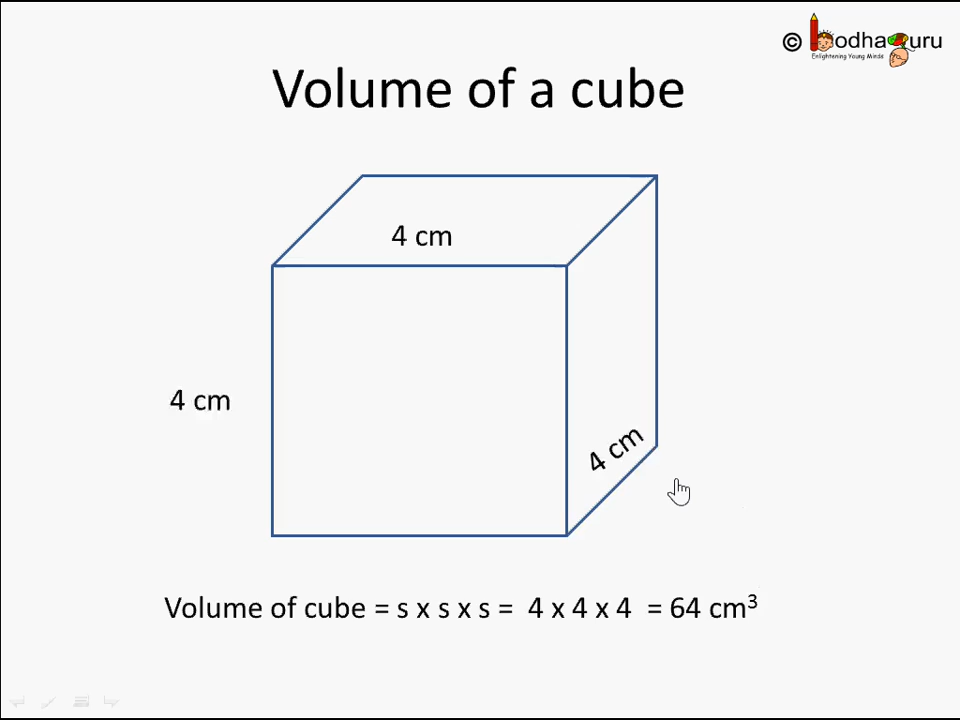 © bodhaguru
Enlightening Young Minds
Volume of a cube
4 cm
4 cm
4 cm
Volume of cube = s x s x s = 4 x 4 x 4 = 64 cm³